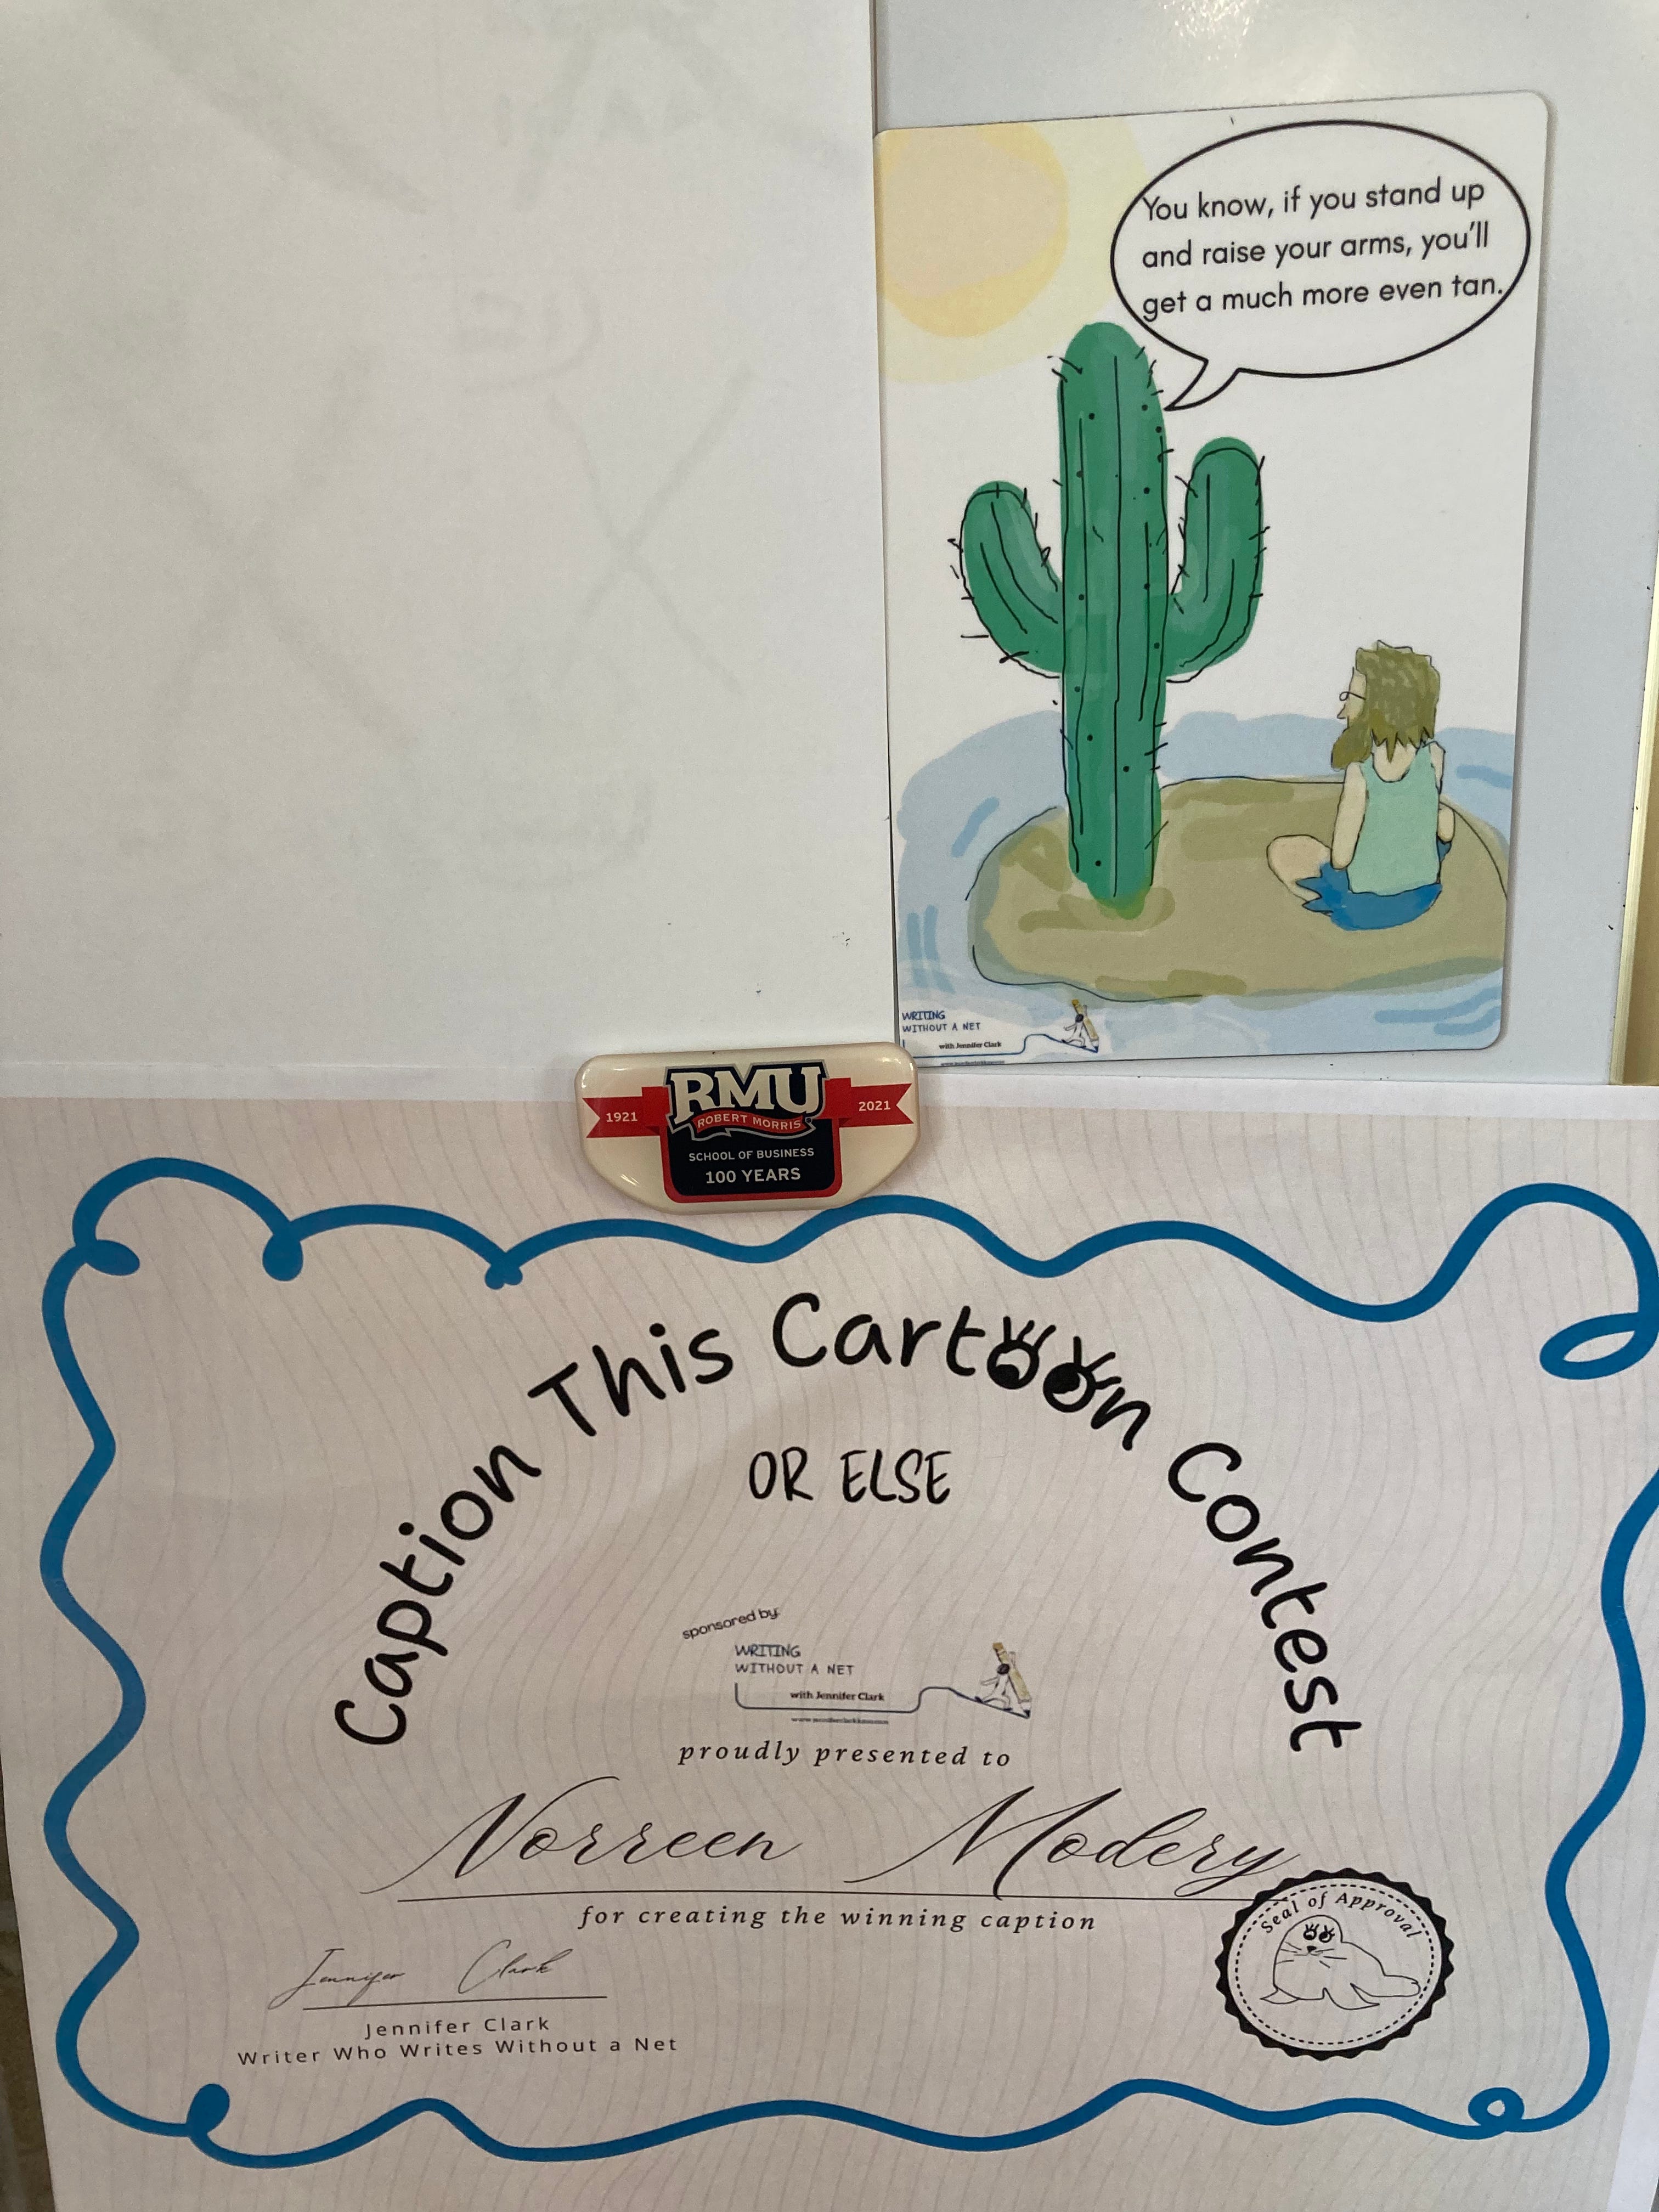 You know, if you stand up
and raise your arms, you'll
get a much more even tan.
WRITING
WITHOUT A NET
with Jennifer Clark
RMU
1921
2021
ROBERT MORRIS
SCHOOL OF BUSINESS
100 YEARS
Caption This Cartoon Contest
OR ELSE
sponsored by:
WRITING
WITHOUT A NET
with Jennifer Clark
proudly presented to
Norreen Modery
for creating the winning caption
Seal of Approval
Jennifer Clark
Jennifer Clark
Writer Who Writes Without a Net